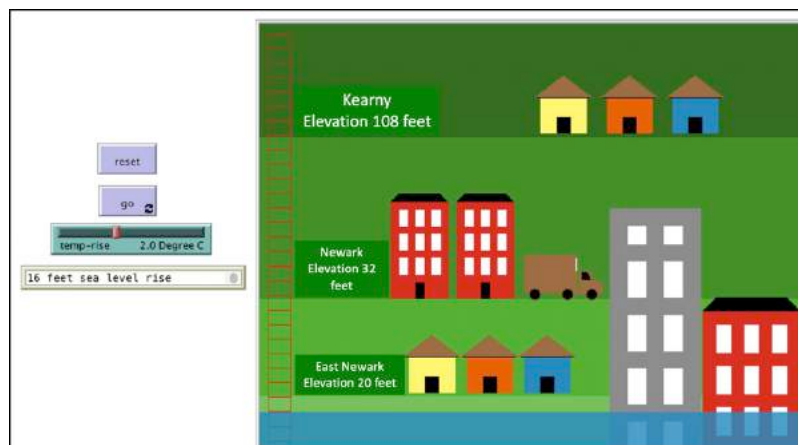 reset
go
temp-rise 2.0 Degree C
16 feet sea level rise
Kearny
Elevation 108 feet
Newark
Elevation 32
feet
East Newark
Elevation 20 feet